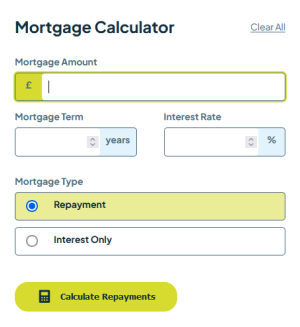 Mortgage Calculator Clear All
Mortgage Amount
£
Mortgage Term Interest Rate
years %
Mortgage Type
Repayment
Interest Only
Calculate Repayments